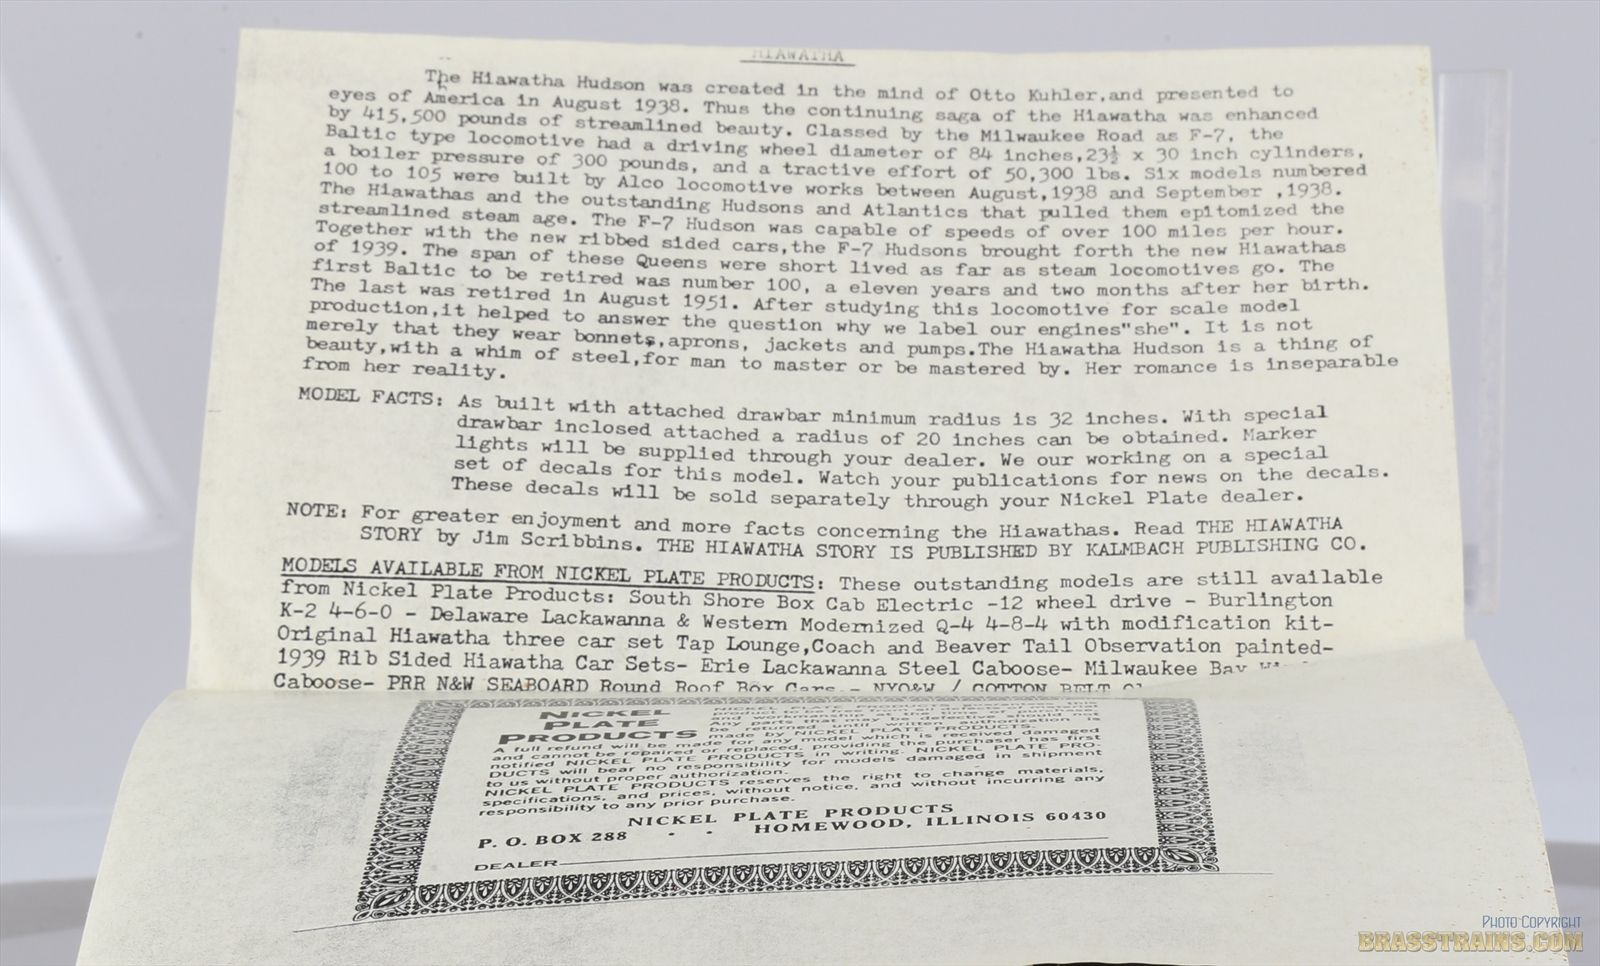 HIAWATHA
The Hiawatha Hudson was created in the mind of Otto Kuhler,and presented to
eyes of America in August 1938. Thus the continuing saga of the Hiawatha was enhanced
by 415,500 pounds of streamlined beauty. Classed by the Milwaukee Road as F-7, the
Baltic type locomotive had a driving wheel diameter of 84 inches,23½ x 30 inch cylinders,
a boiler pressure of 300 pounds, and a tractive effort of 50,300 lbs. Six models numbered
100 to 105 were built by Alco locomotive works between August,1938 and September ,1938.
The Hiawathas and the outstanding Hudsons and Atlantics that pulled them epitomized the
streamlined steam age. The F-7 Hudson was capable of speeds of over 100 miles per hour.
Together with the new ribbed sided cars,the F-7 Hudsons brought forth the new Hiawathas
of 1939. The span of these Queens were short lived as far as steam locomotives go. The
first Baltic to be retired was number 100, a eleven years and two months after her birth.
The last was retired in August 1951. After studying this locomotive for scale model
production,it helped to answer the question why we label our engines"she". It is not
merely that they wear bonnets,aprons, jackets and pumps.The Hiawatha Hudson is a thing of
beauty,with a whim of steel,for man to master or be mastered by. Her romance is inseparable
from her reality.
MODEL FACTS: As built with attached drawbar minimum radius is 32 inches. With special
drawbar inclosed attached a radius of 20 inches can be obtained. Marker
lights will be supplied through your dealer. We our working on a special
set of decals for this model. Watch your publications for news on the decals.
These decals will be sold separately through your Nickel Plate dealer.
NOTE: For greater enjoyment and more facts concerning the Hiawathas. Read THE HIAWATHA
STORY by Jim Scribbins. THE HIAWATHA STORY IS PUBLISHED BY KALMBACH PUBLISHING CO.
MODELS AVAILABLE FROM NICKEL PLATE PRODUCTS: These outstanding models are still available
from Nickel Plate Products: South Shore Box Cab Electric -12 wheel drive - Burlington
K-2 4-6-0 - Delaware Lackawanna & Western Modernized Q-4 4-8-4 with modification kit-
Original Hiawatha three car set Tap Lounge,Coach and Beaver Tail Observation painted-
1939 Rib Sided Hiawatha Car Sets- Erie Lackawanna Steel Caboose- Milwaukee Bay
Caboose- PRR N&W SEABOARD Round Roof Box Cars - NYO&W / COTTON BELT
NICKEL
PLATE
PRODUCTS
and workmanship
Any parts that may be defective should
be returned until written authorization is
made by NICKEL PLATE PRODUCTS.
A full refund will be made for any model which is received damaged
and cannot be repaired or replaced, providing the purchaser has first
notified NICKEL PLATE PRODUCTS in writing. NICKEL PLATE PRO-
DUCTS will bear no responsibility for models damaged in shipment
to us without proper authorization.
NICKEL PLATE PRODUCTS reserves the right to change materials,
specifications, and prices, without notice, and without incurring any
responsibility to any prior purchase.
NICKEL PLATE PRODUCTS
P. O. BOX 288 • • HOMEWOOD, ILLINOIS 60430
DEALER
PHOTO COPYRIGHT
BRASSTRAINS.COM